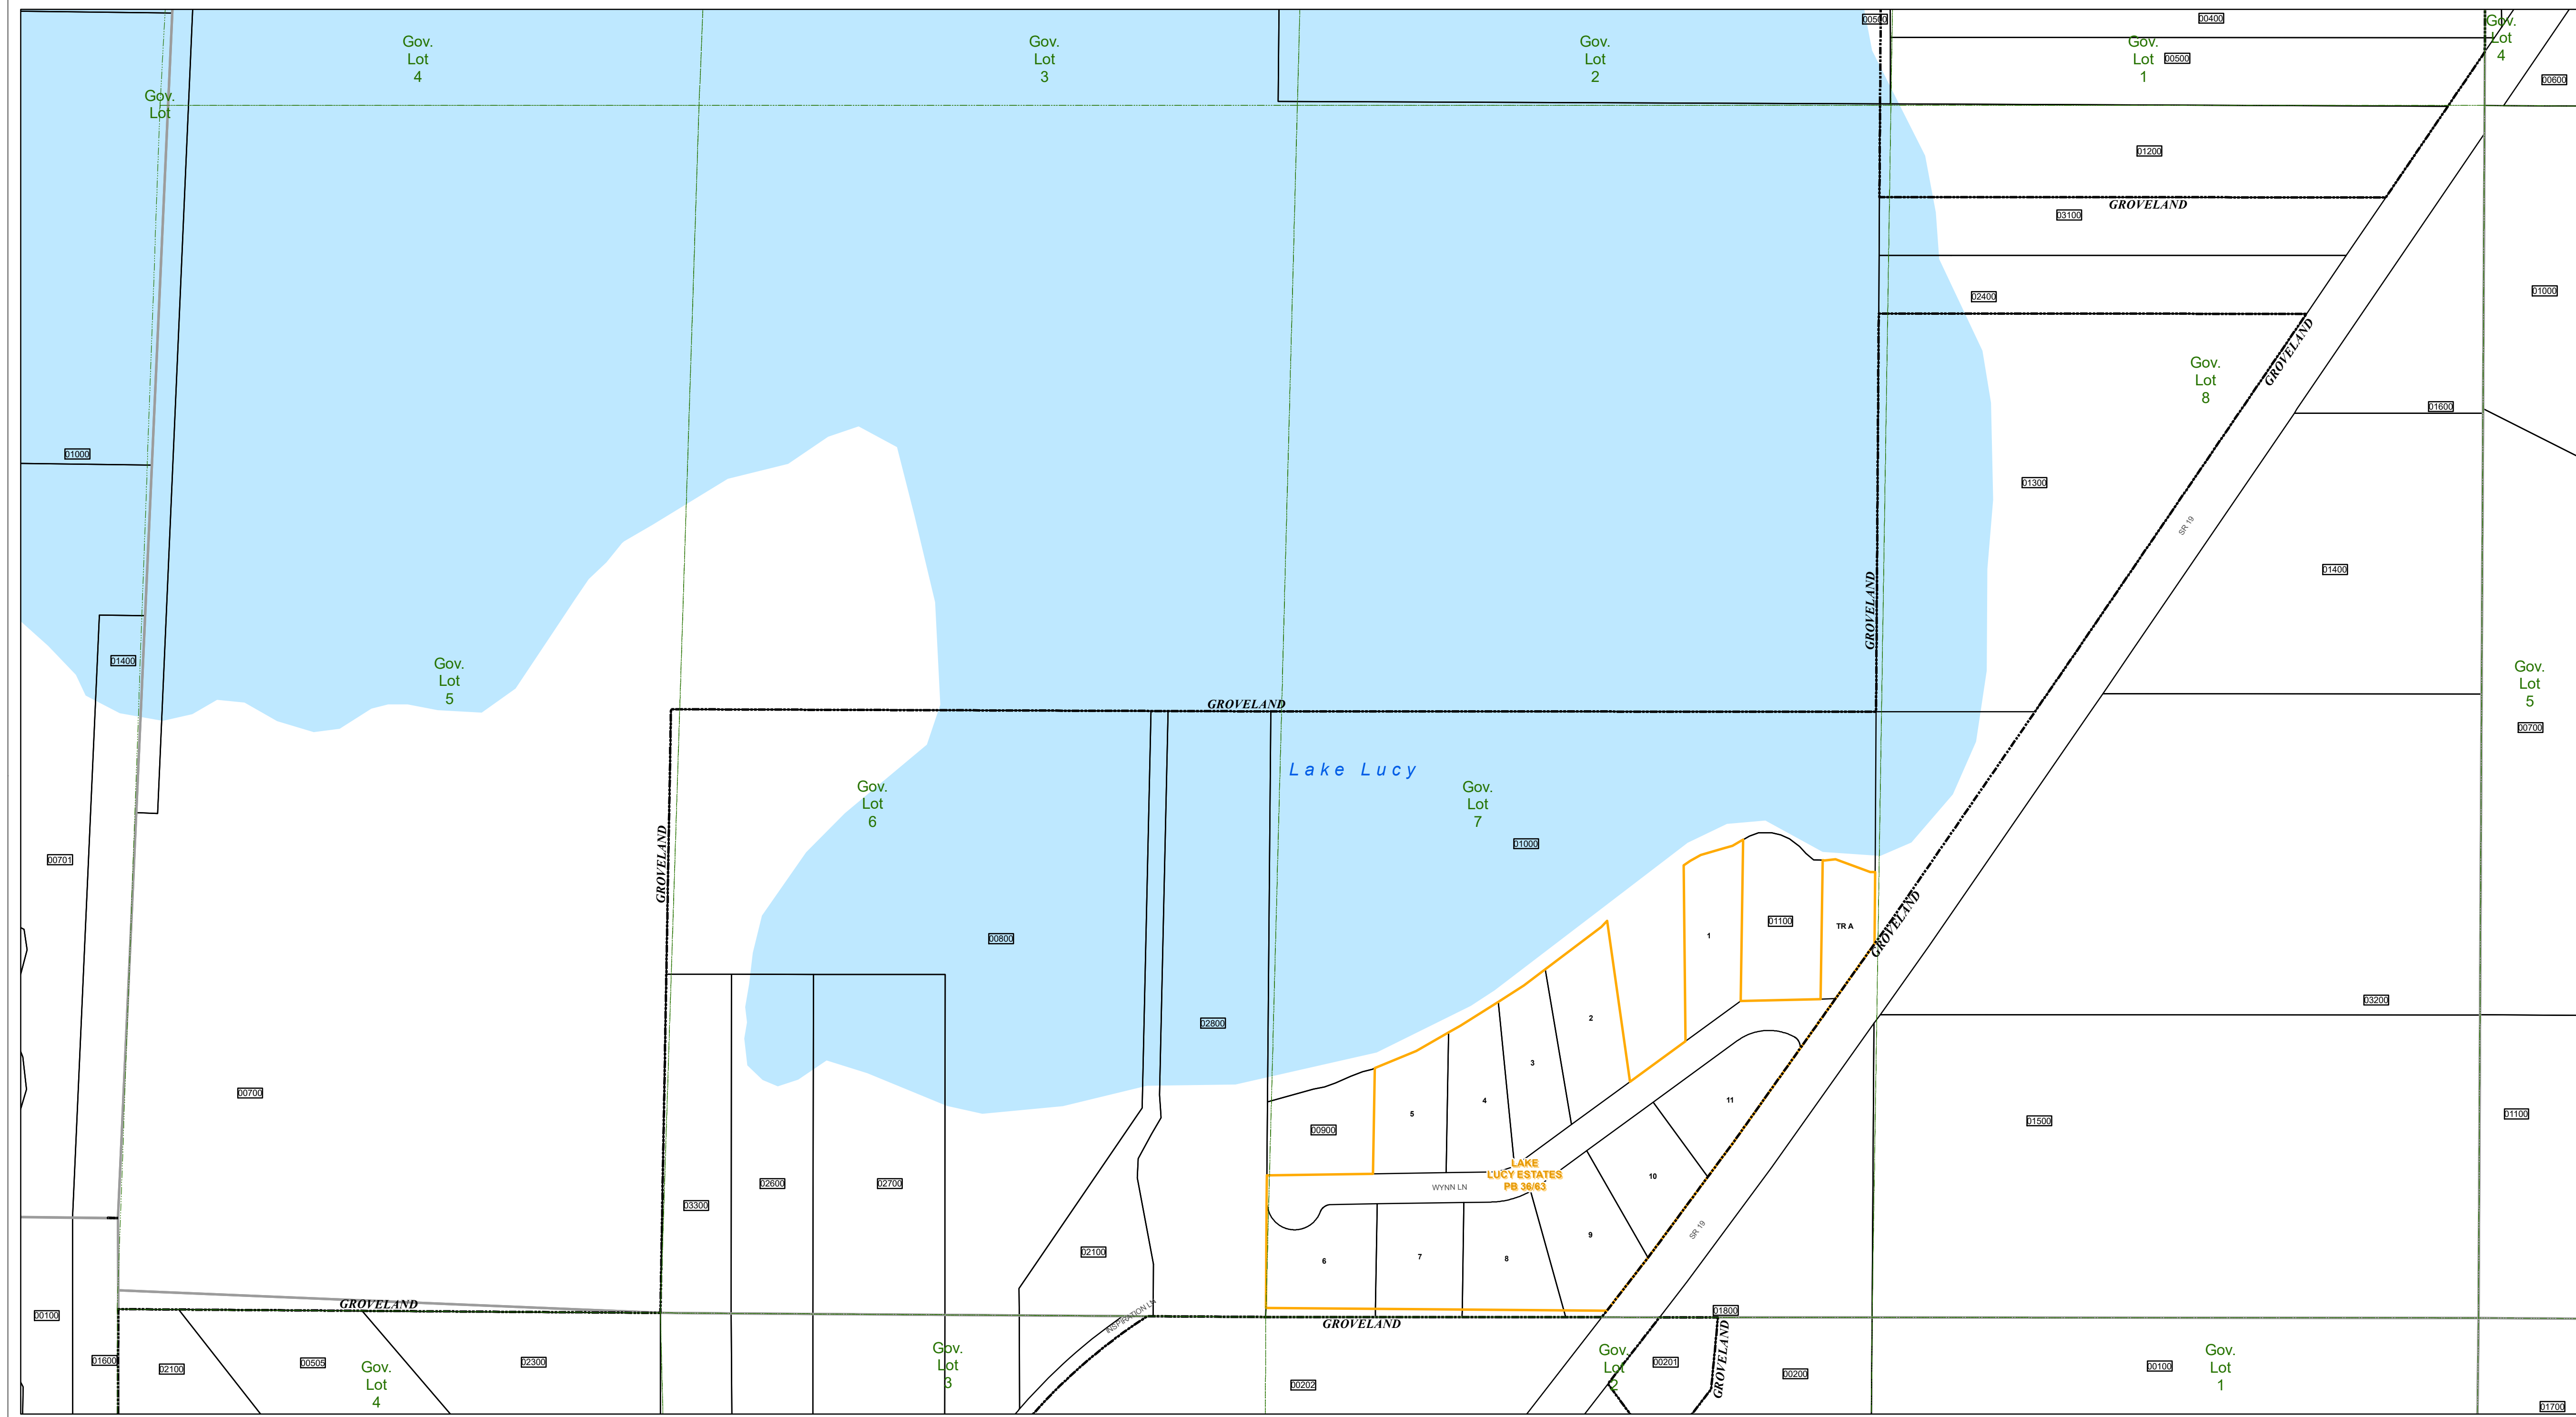 00500
00400
Gov.
Lot
4
Gov.
Lot
3
Gov.
Lot
2
Gov.
Lot
1
00500
Gov.
Lot
4
00600
Gov.
Lot
01200
GROVELAND
03100
02400
01000
GROVELAND
Gov.
Lot
8
01600
01000
01300
SR 19
01400
GROVELAND
01400
Gov.
Lot
5
Gov.
Lot
5
00700
GROVELAND
Lake Lucy
Gov.
Lot
6
Gov.
Lot
7
01000
00701
GROVELAND
00800
1
01100
TR A
GROVELAND
03200
02800
2
3
4
5
11
00700
00900
01500
01100
LAKE
LUCY ESTATES
PB 36/63
WYNN LN
10
03300
02600
02700
02100
6
7
8
9
SR 19
GROVELAND
INSPIRATION LN
GROVELAND
01800
GROVELAND
00100
01600
02100
00505
Gov.
Lot
4
02300
Gov.
Lot
3
00202
Gov.
Lot
2
00201
00200
00100
Gov.
Lot
1
01700